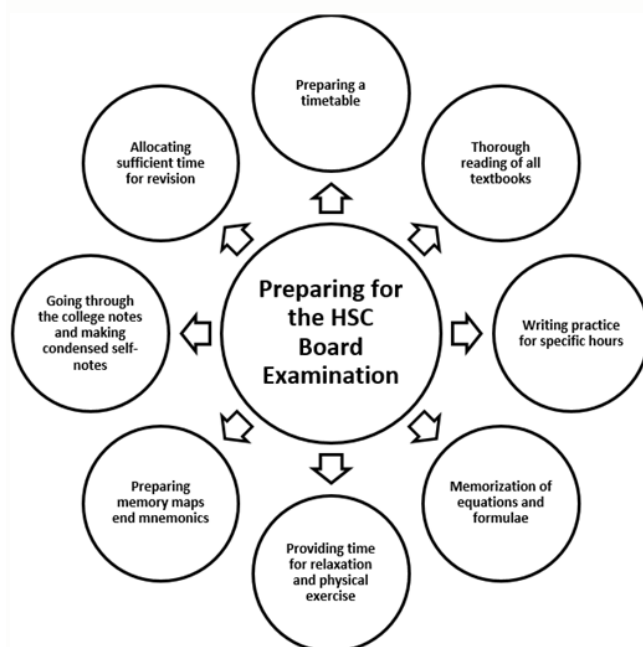 Preparing a
timetable
Thorough
reading of all
textbooks
Writing practice
for specific hours
Memorization of
equations and
formulae
Providing time
for relaxation
and physical
exercise
Preparing
memory maps
end mnemonics
Going through
the college notes
and making
condensed self-
notes
Allocating
sufficient time
for revision
Preparing for
the HSC
Board
Examination